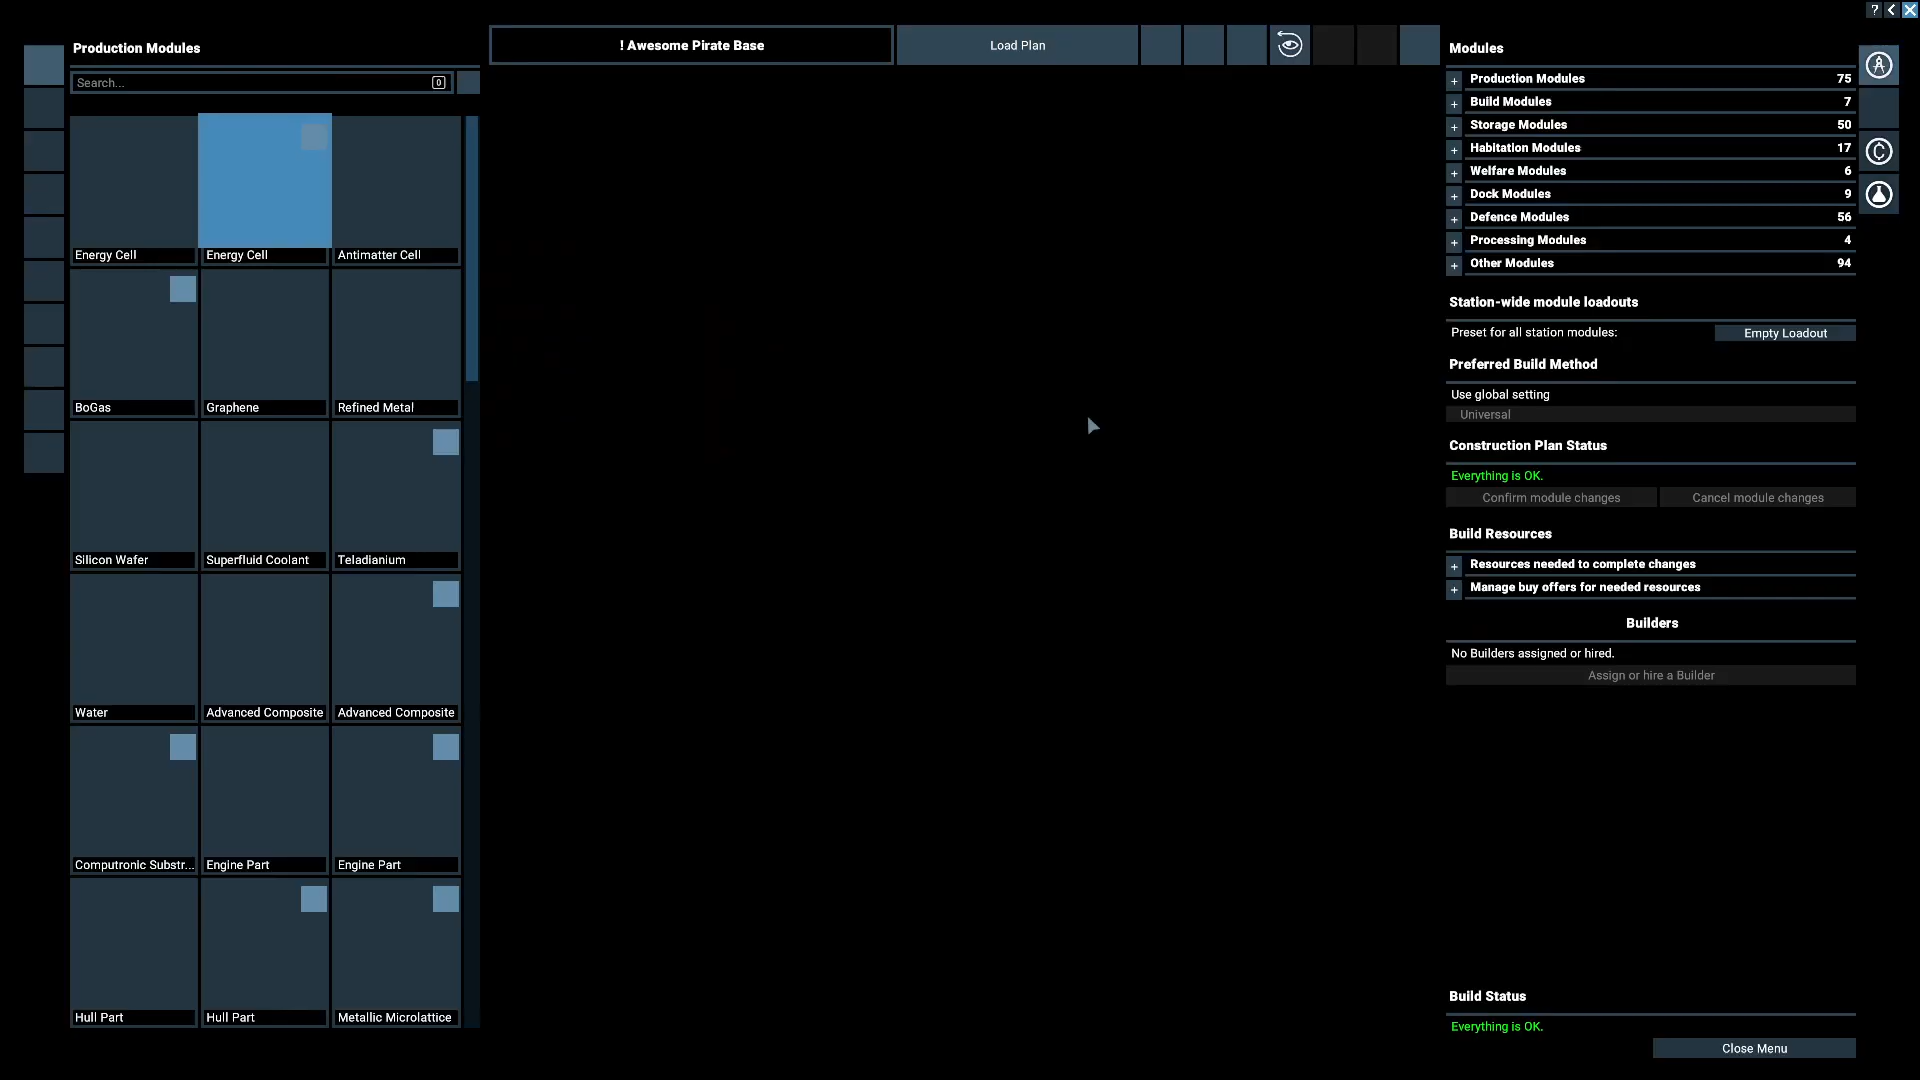 ?
Production Modules
Search...
0
Energy Cell
Energy Cell
Antimatter Cell
BoGas
Graphene
Refined Metal
Silicon Wafer
Superfluid Coolant
Teladianium
Water
Advanced Composite
Advanced Composite
Computronic Substr...
Engine Part
Engine Part
Hull Part
Hull Part
Metallic Microlattice
! Awesome Pirate Base
Load Plan
Modules
+ Production Modules 75
+ Build Modules 7
+ Storage Modules 50
+ Habitation Modules 17
+ Welfare Modules 6
+ Dock Modules 9
+ Defence Modules 56
+ Processing Modules 4
+ Other Modules 94
Station-wide module loadouts
Preset for all station modules: Empty Loadout
Preferred Build Method
Use global setting
Universal
Construction Plan Status
Everything is OK.
Confirm module changes Cancel module changes
Build Resources
+ Resources needed to complete changes
+ Manage buy offers for needed resources
Builders
No Builders assigned or hired.
Assign or hire a Builder
Build Status
Everything is OK.
Close Menu